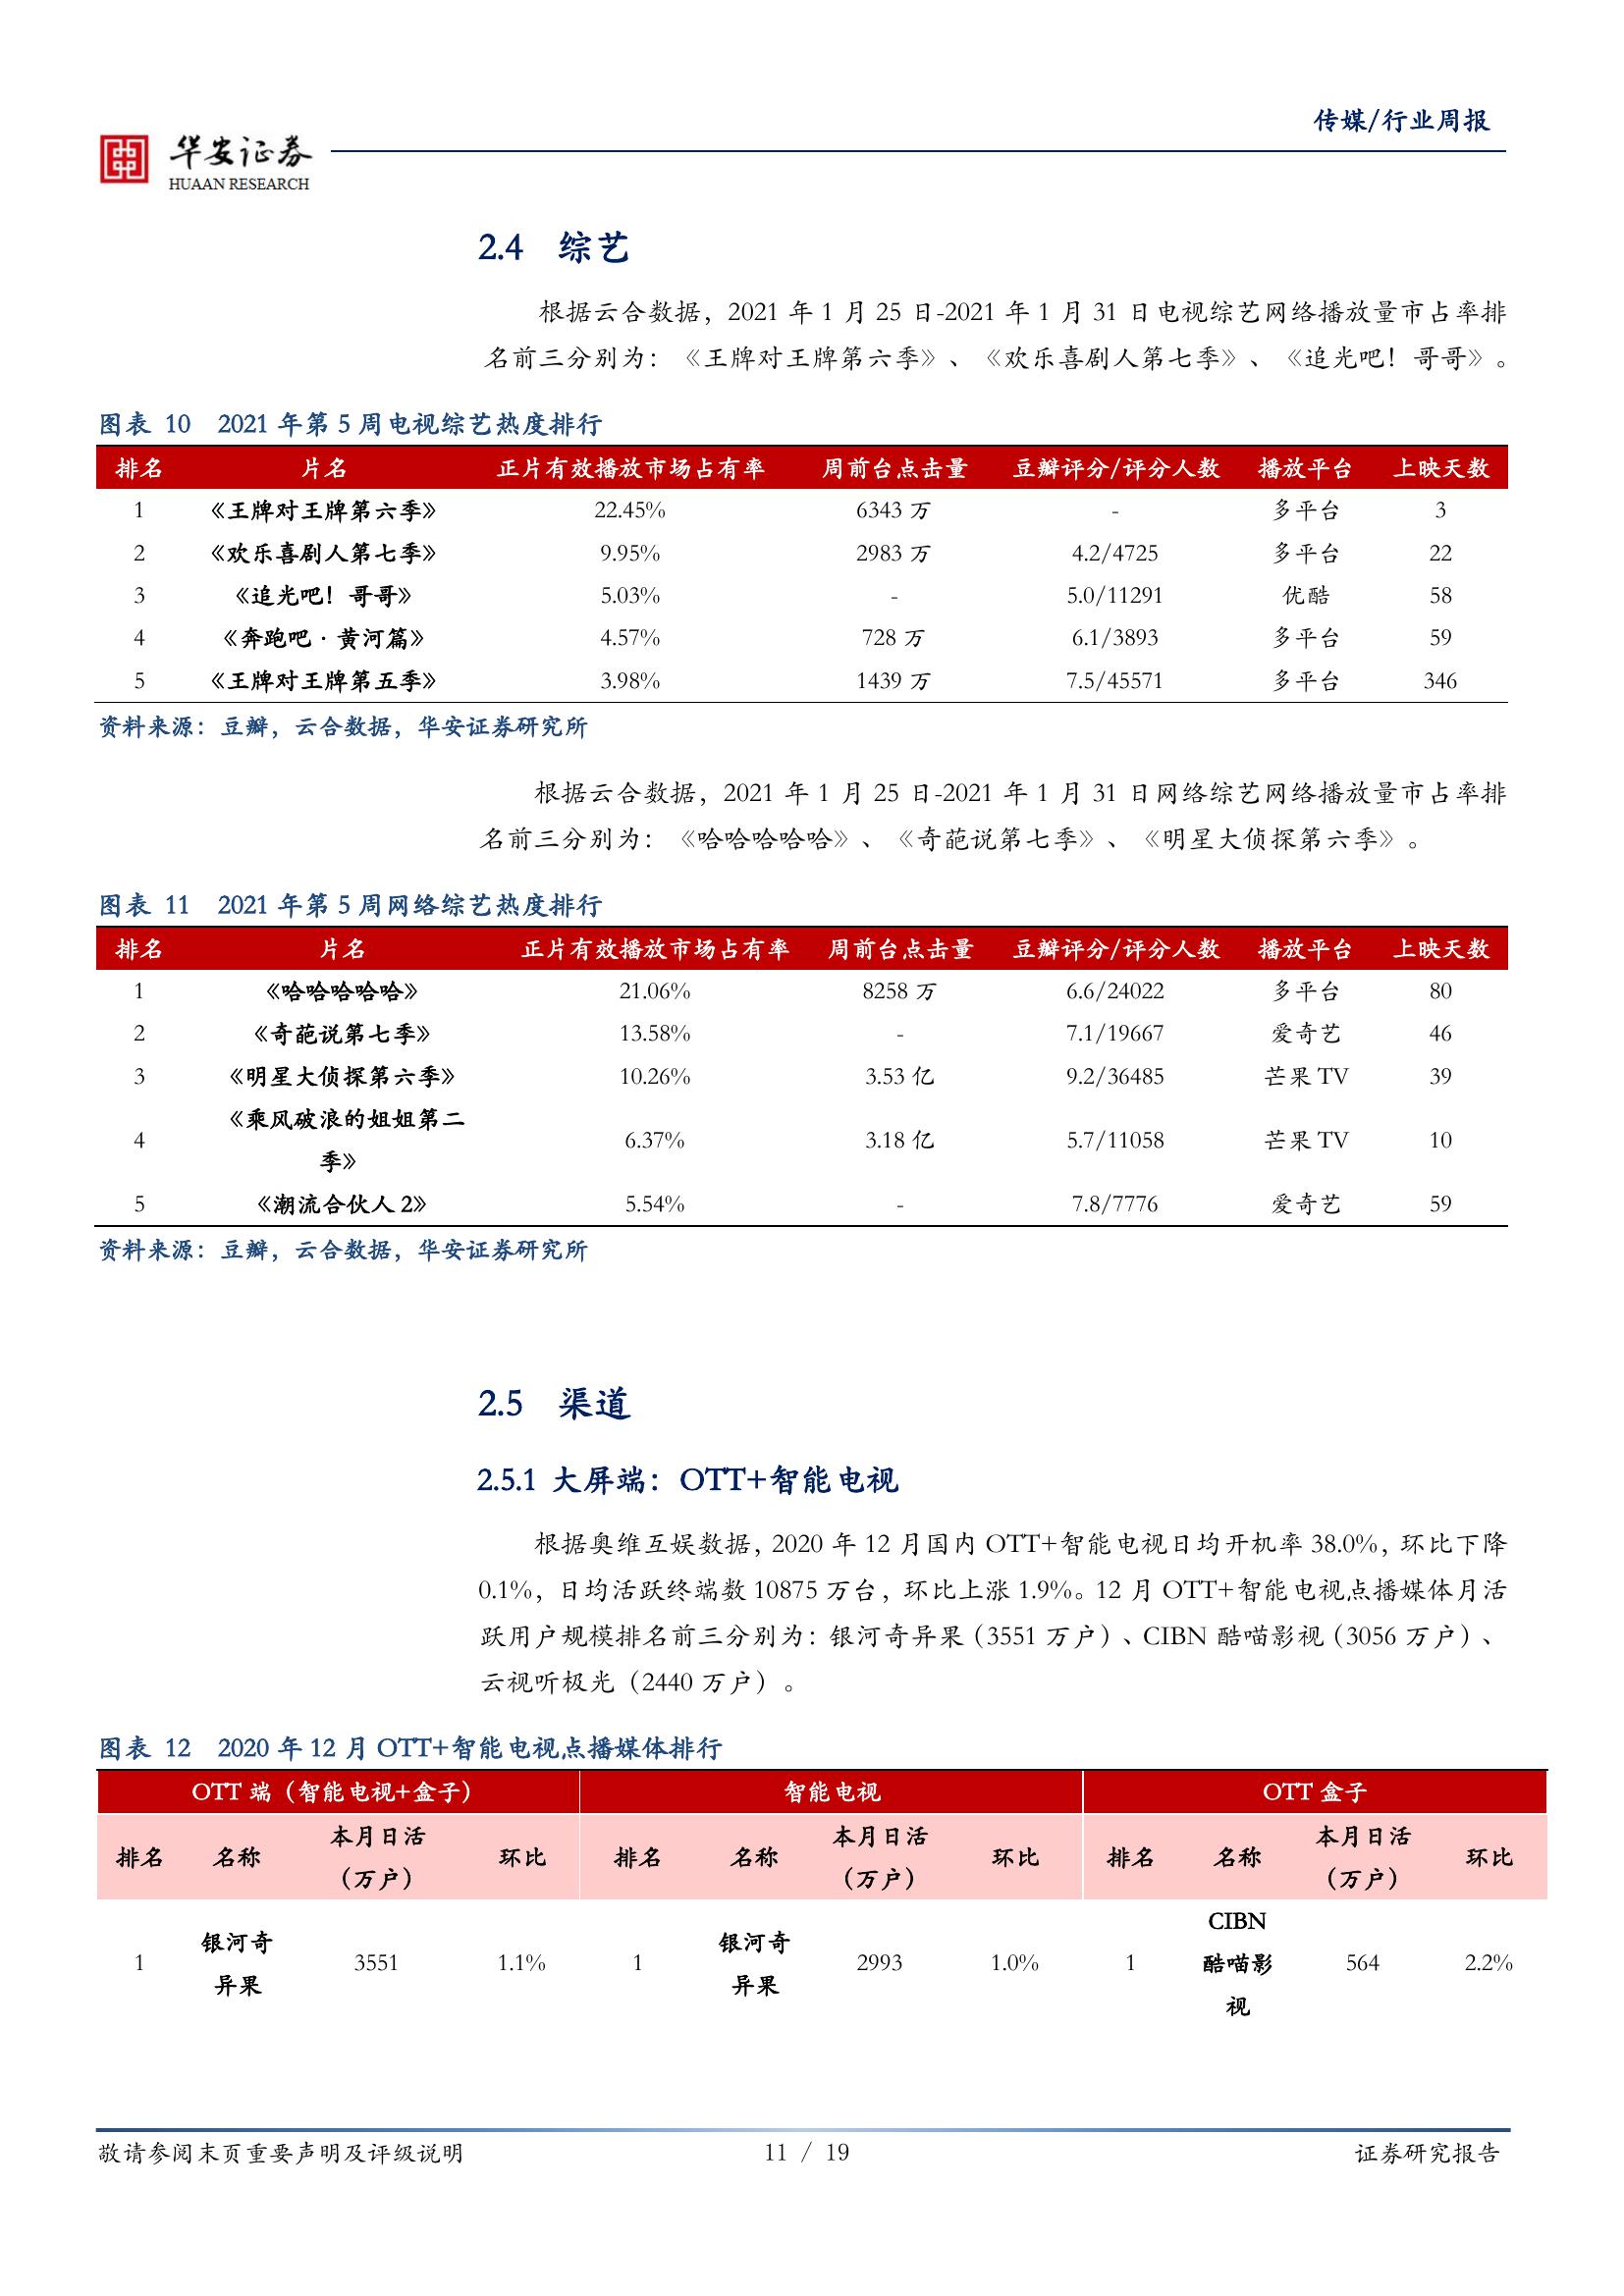 传媒/行业周报
华安证券
HUAAN RESEARCH
2.4 综艺
根据云合数据，2021 年 1 月 25 日-2021 年 1 月 31 日电视综艺网络播放量市占率排
名前三分别为：《王牌对王牌第六季》、《欢乐喜剧人第七季》、《追光吧！哥哥》。
图表 10 2021 年第 5 周电视综艺热度排行
排名 片名 正片有效播放市场占有率 周前台点击量 豆瓣评分/评分人数 播放平台 上映天数
1 《王牌对王牌第六季》 22.45% 6343 万 - 多平台 3
2 《欢乐喜剧人第七季》 9.95% 2983 万 4.2/4725 多平台 22
3 《追光吧！哥哥》 5.03% - 5.0/11291 优酷 58
4 《奔跑吧·黄河篇》 4.57% 728 万 6.1/3893 多平台 59
5 《王牌对王牌第五季》 3.98% 1439 万 7.5/45571 多平台 346
资料来源：豆瓣，云合数据，华安证券研究所
根据云合数据，2021 年 1 月 25 日-2021 年 1 月 31 日网络综艺网络播放量市占率排
名前三分别为：《哈哈哈哈哈》、《奇葩说第七季》、《明星大侦探第六季》。
图表 11 2021 年第 5 周网络综艺热度排行
排名 片名 正片有效播放市场占有率 周前台点击量 豆瓣评分/评分人数 播放平台 上映天数
1 《哈哈哈哈哈》 21.06% 8258 万 6.6/24022 多平台 80
2 《奇葩说第七季》 13.58% - 7.1/19667 爱奇艺 46
3 《明星大侦探第六季》 10.26% 3.53 亿 9.2/36485 芒果 TV 39
《乘风破浪的姐姐第二
4 6.37% 3.18 亿 5.7/11058 芒果 TV 10
季》
5 《潮流合伙人 2》 5.54% - 7.8/7776 爱奇艺 59
资料来源：豆瓣，云合数据，华安证券研究所
2.5 渠道
2.5.1 大屏端：OTT+智能电视
根据奥维互娱数据，2020 年 12 月国内 OTT+智能电视日均开机率 38.0%，环比下降
0.1%，日均活跃终端数 10875 万台，环比上涨 1.9%。12 月 OTT+智能电视点播媒体月活
跃用户规模排名前三分别为：银河奇异果（3551 万户）、CIBN 酷喵影视（3056 万户）、
云视听极光（2440 万户）。
图表 12 2020 年 12 月 OTT+智能电视点播媒体排行
OTT 端（智能电视+盒子） 智能电视 OTT 盒子
本月日活 本月日活 本月日活
排名 名称 环比 排名 名称 环比 排名 名称 环比
（万户） （万户） （万户）
CIBN
银河奇 银河奇
1 3551 1.1% 1 2993 1.0% 1 酷喵影 564 2.2%
异果 异果
视
敬请参阅末页重要声明及评级说明 11 / 19 证券研究报告